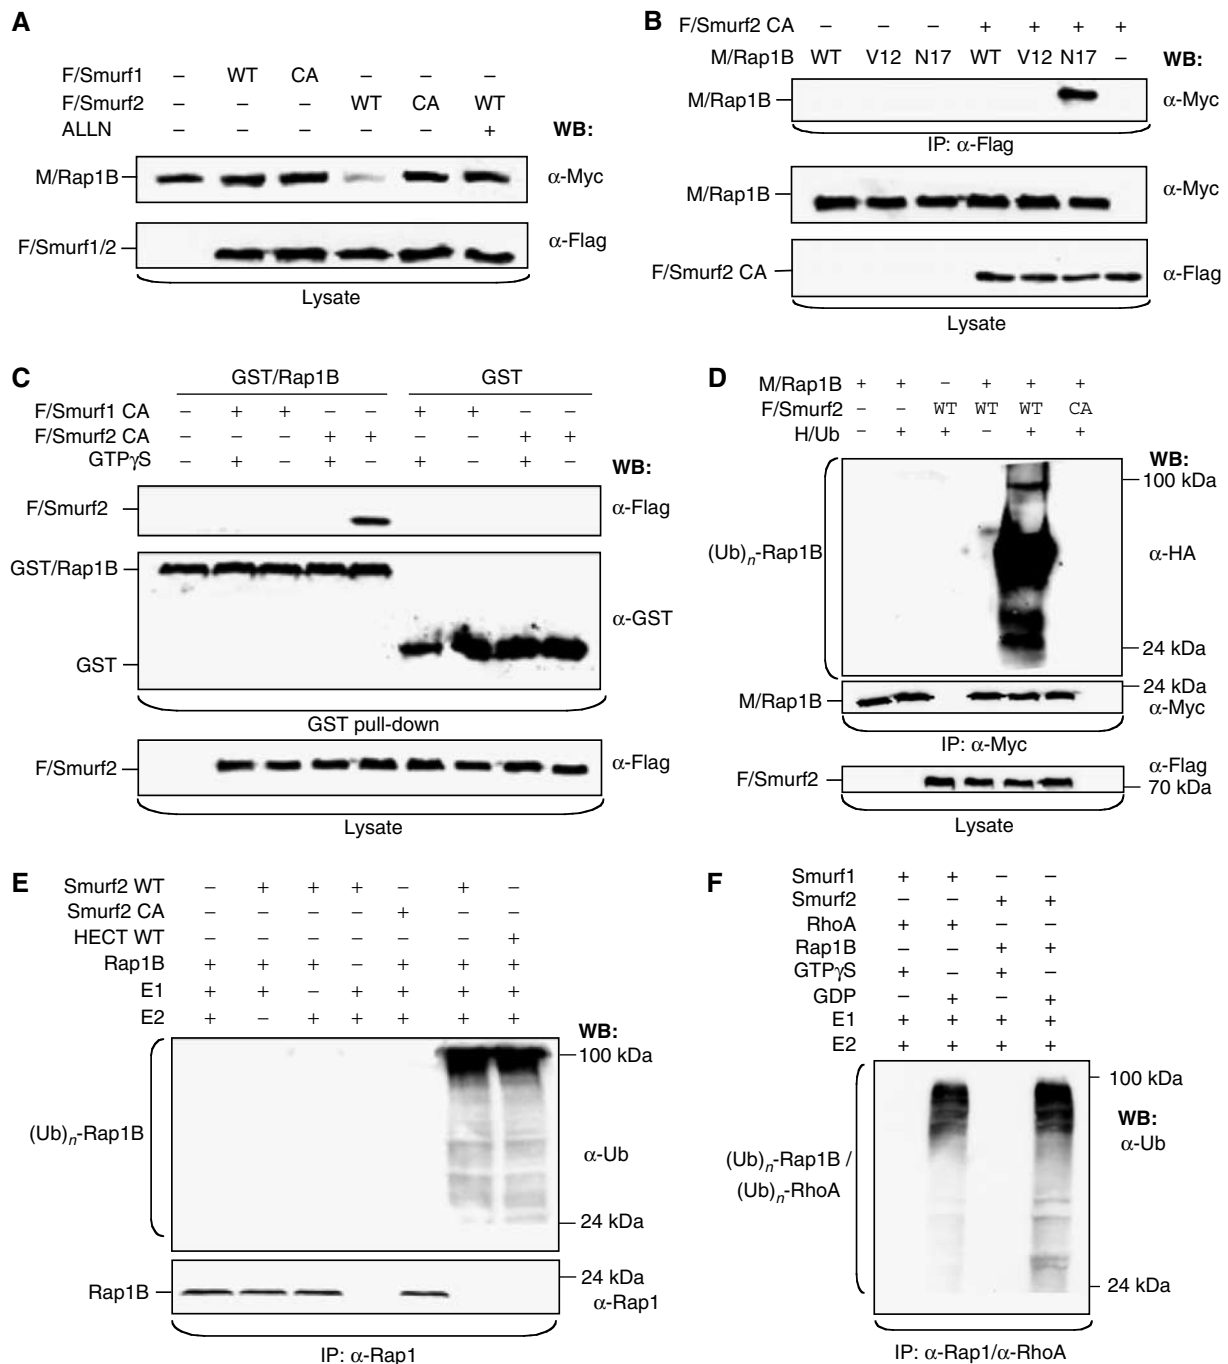 A
F/Smurf1 – WT CA – – –
F/Smurf2 – – – WT CA WT
ALLN – – – – – + WB:
M/Rap1B α-Myc
F/Smurf1/2 α-Flag
Lysate
B
F/Smurf2 CA – – – + + + +
M/Rap1B WT V12 N17 WT V12 N17 – WB:
M/Rap1B α-Myc
IP: α-Flag
M/Rap1B α-Myc
F/Smurf2 CA α-Flag
Lysate
C
GST/Rap1B GST
F/Smurf1 CA – + + – – + + – –
F/Smurf2 CA – – – + + – – + +
GTPγS – + – + – + – + –
WB:
F/Smurf2 α-Flag
GST/Rap1B
α-GST
GST
GST pull-down
F/Smurf2 α-Flag
Lysate
D
M/Rap1B + + – + + +
F/Smurf2 – – WT WT WT CA
H/Ub – + + – + +
WB:
100 kDa
(Ub)n-Rap1B α-HA
24 kDa
24 kDa
M/Rap1B α-Myc
IP: α-Myc
α-Flag
F/Smurf2 70 kDa
Lysate
E
Smurf2 WT – + + + – + –
Smurf2 CA – – – – + – –
HECT WT – – – – – – +
Rap1B + + + – + + +
E1 + + – + + + +
E2 + – + + + + +
WB:
100 kDa
(Ub)n-Rap1B
α-Ub
24 kDa
24 kDa
Rap1B α-Rap1
IP: α-Rap1
F
Smurf1 + + – –
Smurf2 – – + +
RhoA + + – –
Rap1B – – + +
GTPγS + – + –
GDP – + – +
E1 + + + +
E2 + + + +
100 kDa
WB:
α-Ub
(Ub)n-Rap1B /
(Ub)n-RhoA
24 kDa
IP: α-Rap1/α-RhoA